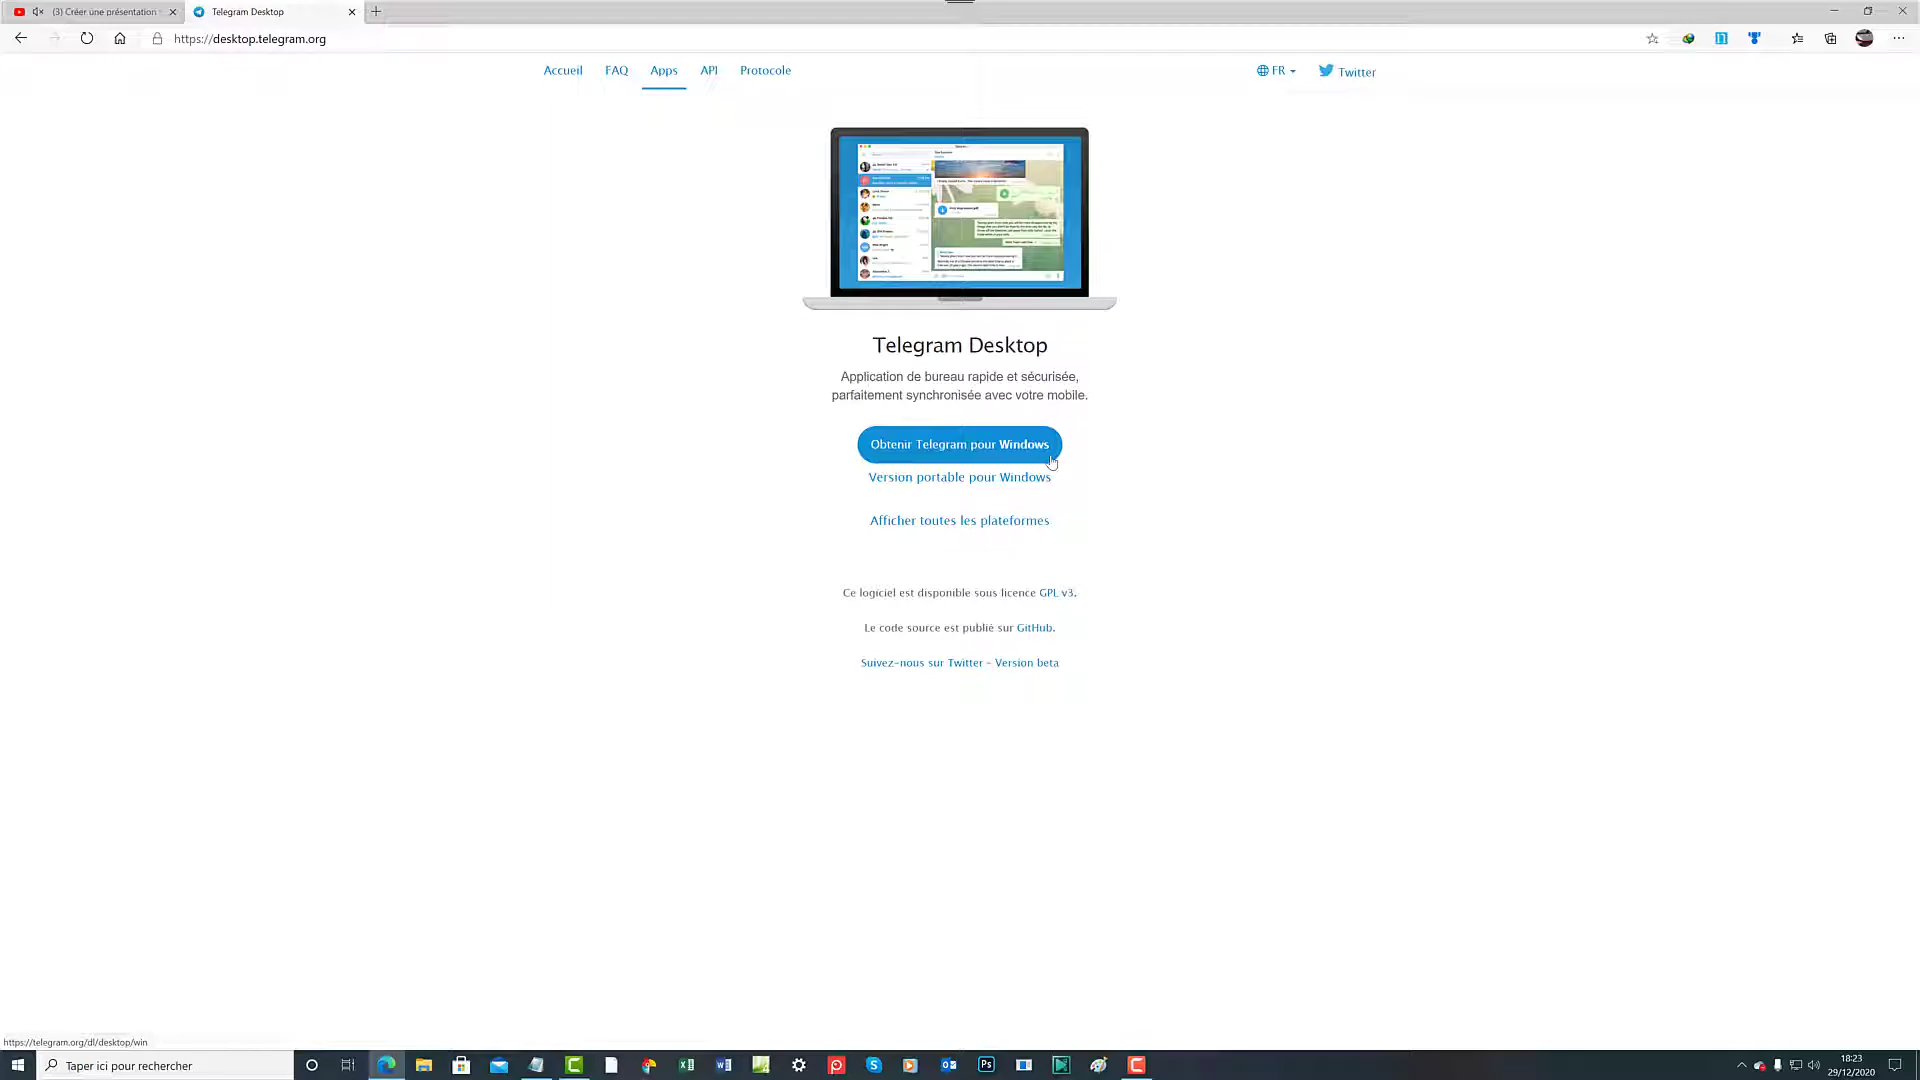 (3) Créer une présentation
Telegram Desktop
https://desktop.telegram.org
Accueil
FAQ
Apps
API
Protocole
FR
Twitter
Telegram Desktop
Application de bureau rapide et sécurisée,
parfaitement synchronisée avec votre mobile.
Obtenir Telegram pour Windows
Version portable pour Windows
Afficher toutes les plateformes
Ce logiciel est disponible sous licence GPL v3.
Le code source est publié sur GitHub.
Suivez-nous sur Twitter - Version beta
https://telegram.org/dl/desktop/win
Taper ici pour rechercher
18:23
29/12/2020